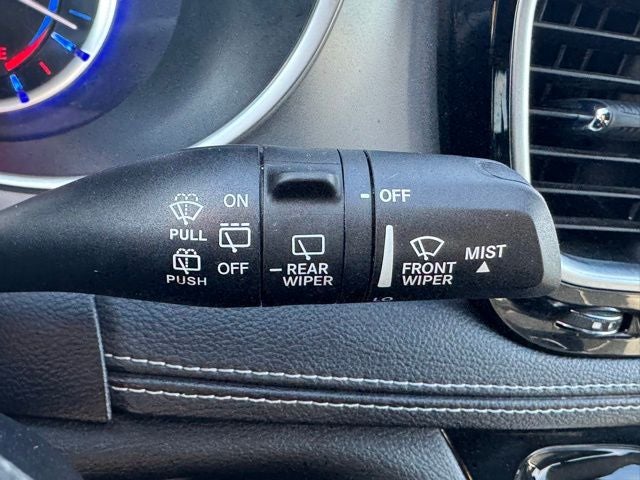 ON
PULL
OFF
PUSH
REAR
WIPER
OFF
FRONT
WIPER
MIST